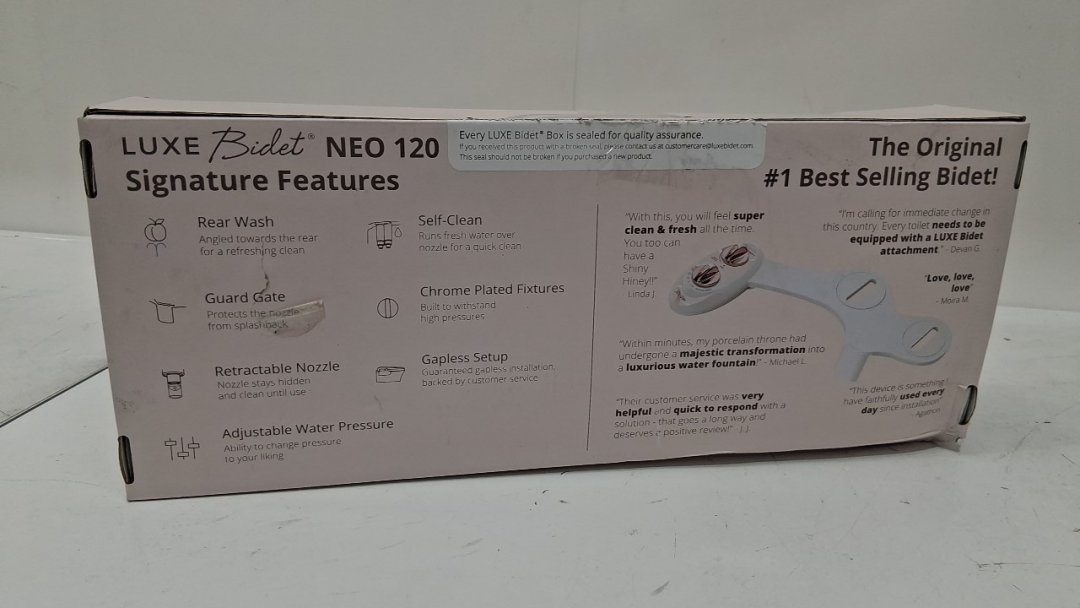 LUXE Bidet® NEO 120
Signature Features
Every LUXE Bidet® Box is sealed for quality assurance.
If you received this product with a broken seal, please contact us at customercare@luxebidet.com.
This seal should not be broken if you purchased a new product.
The Original
#1 Best Selling Bidet!
Rear Wash
Angled towards the rear
for a refreshing clean
Guard Gate
Protects the nozzle
from splashback
Retractable Nozzle
Nozzle stays hidden
and clean until use
Adjustable Water Pressure
Ability to change pressure
to your liking
Self-Clean
Runs fresh water over
nozzle for a quick clean
Chrome Plated Fixtures
Built to withstand
high pressures
Gapless Setup
Guaranteed gapless installation,
backed by customer service
"With this, you will feel super
clean & fresh all the time.
You too can
have a
Shiny
Hiney!!"
- Linda J.
"I'm calling for immediate change in
this country. Every toilet needs to be
equipped with a LUXE Bidet
attachment." - Devan G.
"Love, love,
love"
- Moira M.
"Within minutes, my porcelain throne had
undergone a majestic transformation into
a luxurious water fountain!" - Michael L.
"Their customer service was very
helpful and quick to respond with a
solution - that goes a long way and
deserves a positive review!" - J.J.
"This device is something I
have faithfully used every
day since installation"
- Agamon